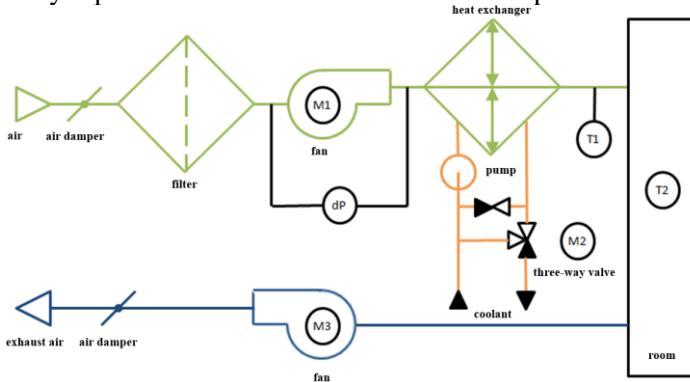 heat exchanger
M1
air
air damper
fan
filter
pump
T1
dP
T2
M2
three-way valve
coolant
M3
exhaust air
air damper
room
fan